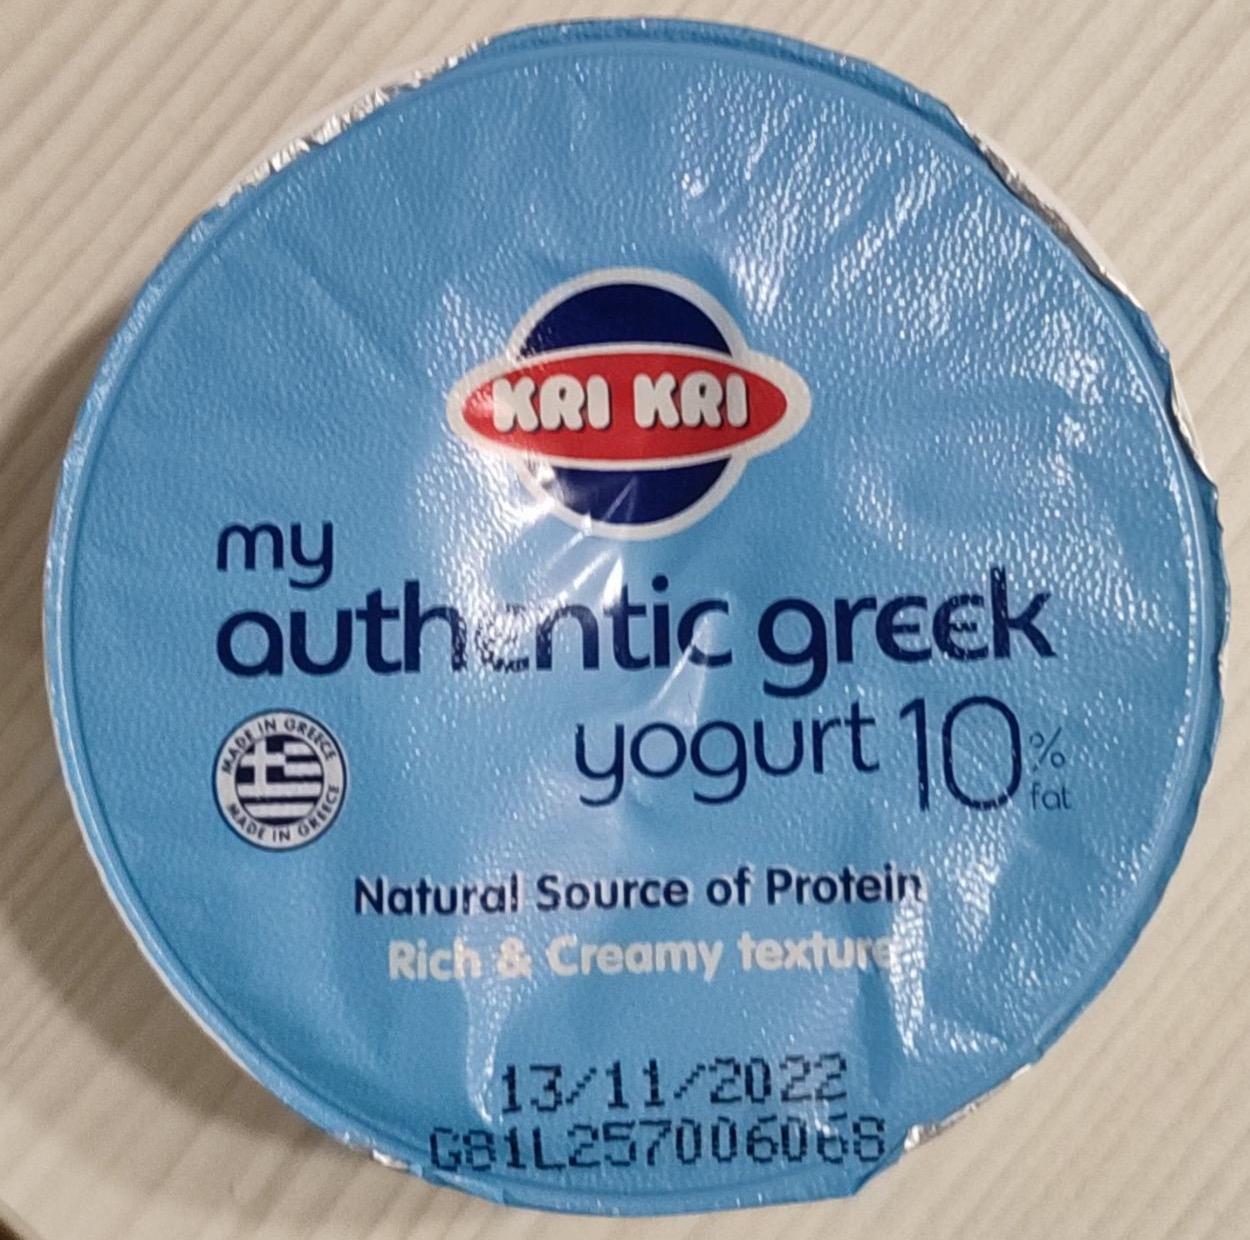 KRI KRI
my
authentic greek
yogurt 10% fat
MADE IN GREECE
MADE IN GREECE
Natural Source of Protein
Rich & Creamy texture
13/11/2022
G81L257006068